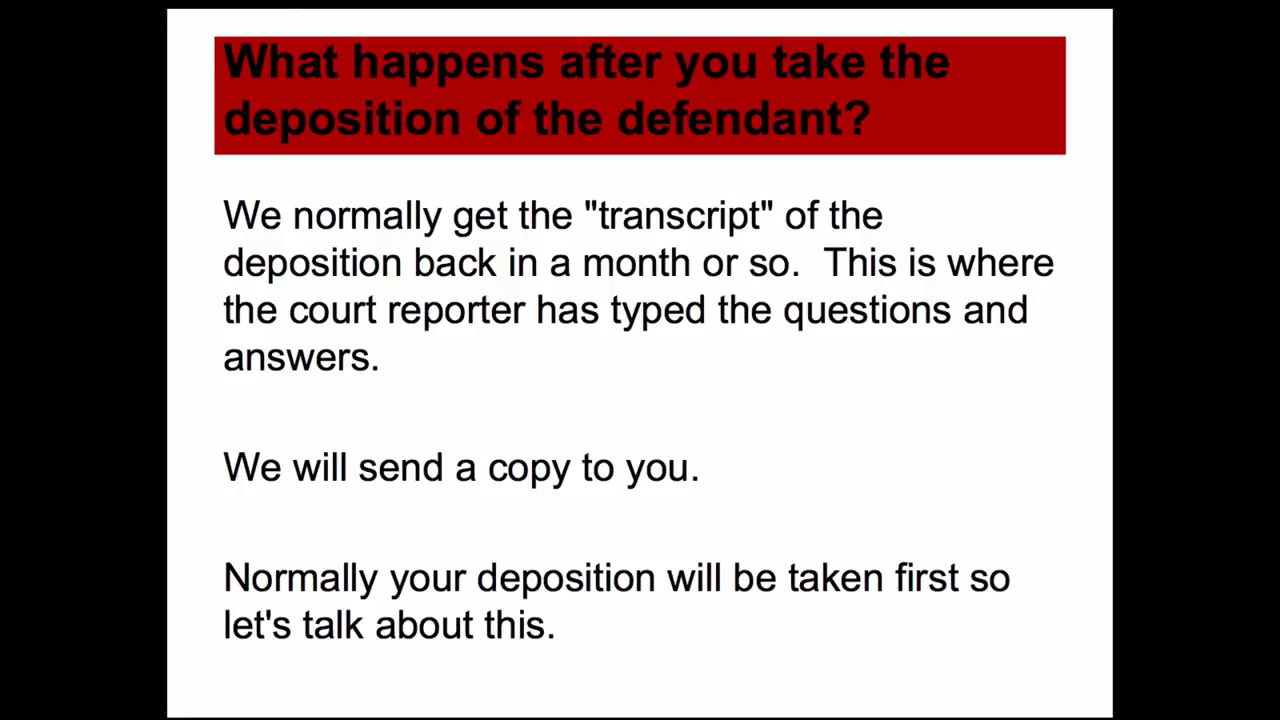 What happens after you take the
deposition of the defendant?
We normally get the "transcript" of the
deposition back in a month or so.  This is where
the court reporter has typed the questions and
answers.
We will send a copy to you.
Normally your deposition will be taken first so
let's talk about this.